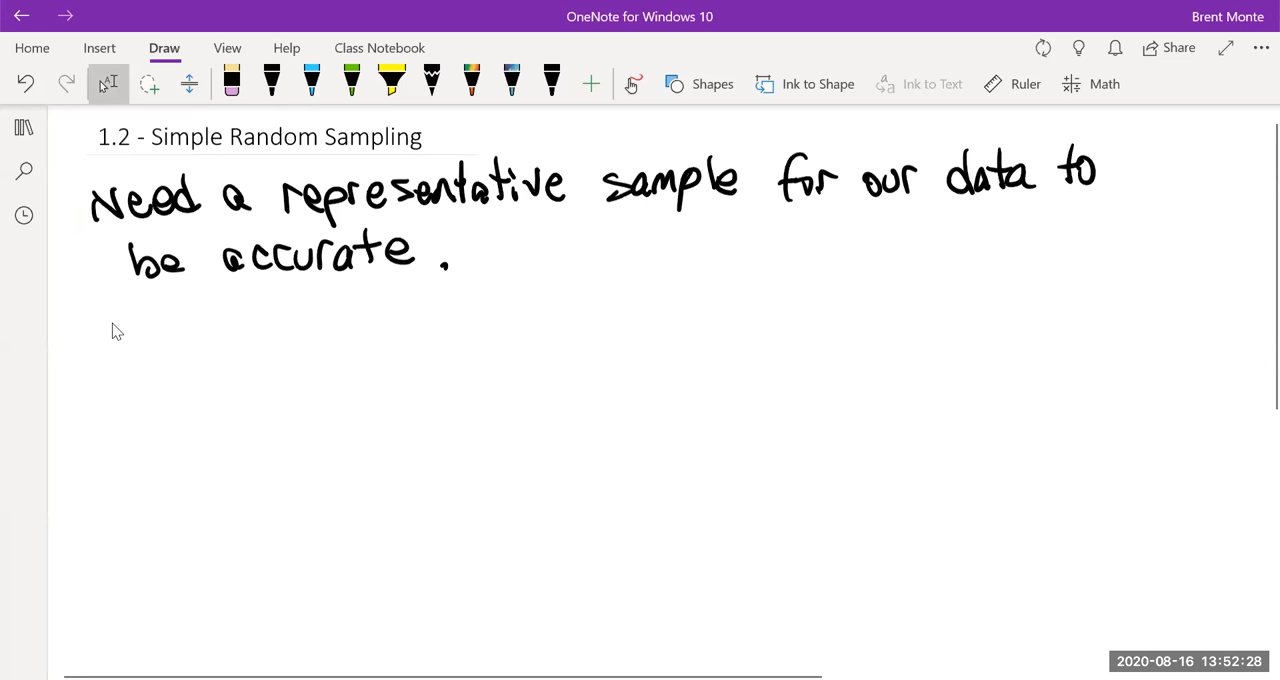 OneNote for Windows 10
Brent Monte
Home Insert Draw View Help Class Notebook
Share
Shapes Ink to Shape Ink to Text Ruler Math
1.2 - Simple Random Sampling
Need a representative sample for our data to
be accurate.
2020-08-16 13:52:28